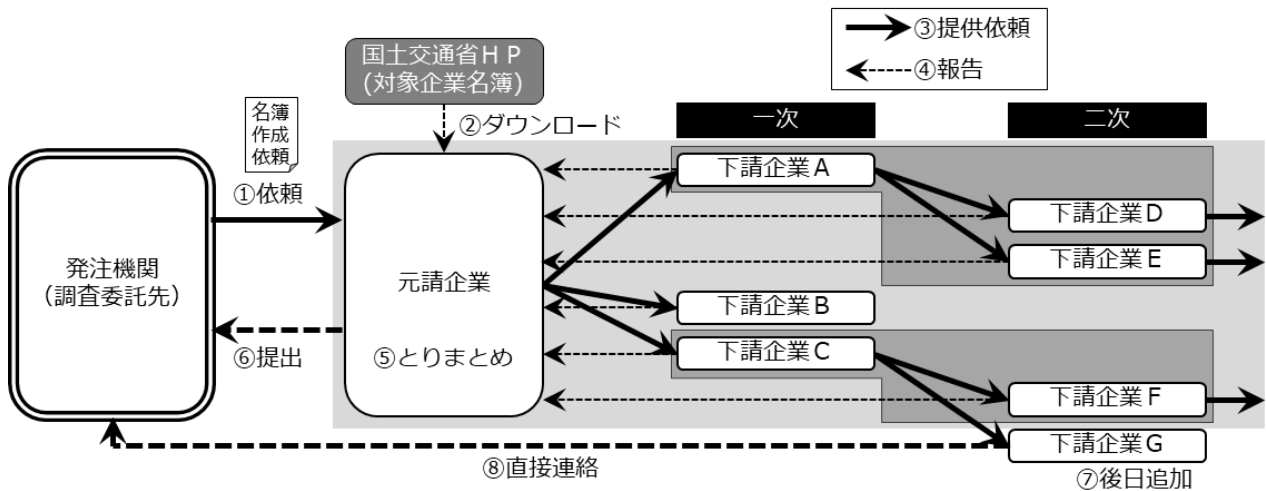 ③提供依頼
④報告
国土交通省ＨＰ
(対象企業名簿)
名簿
作成
依頼
②ダウンロード
一次
二次
①依頼
発注機関
（調査委託先）
元請企業
⑤とりまとめ
⑥提出
下請企業Ａ
下請企業Ｄ
下請企業Ｅ
下請企業Ｂ
下請企業Ｃ
下請企業Ｆ
下請企業Ｇ
⑧直接連絡
⑦後日追加